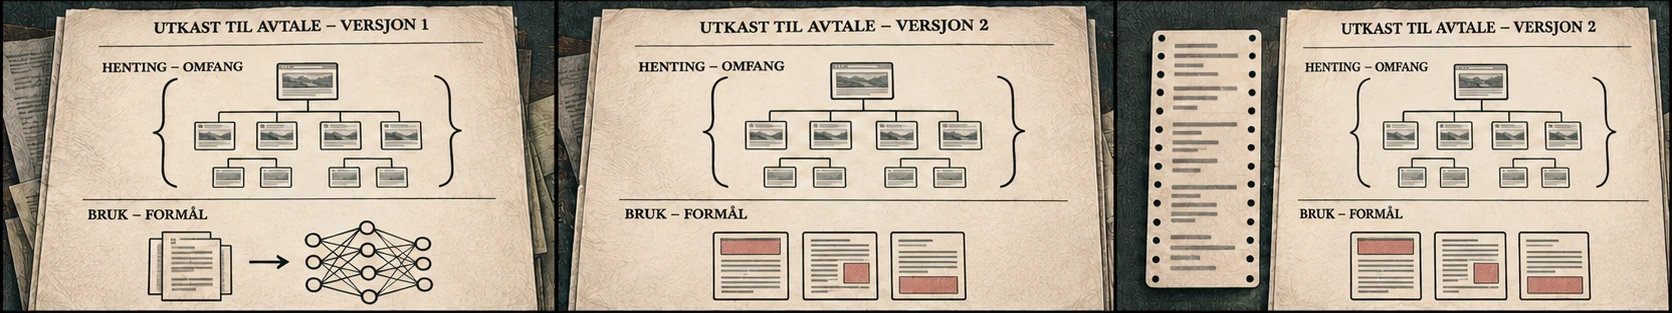 UTKAST TIL AVTALE – VERSJON 1
HENTING – OMFANG
BRUK – FORMÅL
UTKAST TIL AVTALE – VERSJON 2
HENTING – OMFANG
BRUK – FORMÅL
UTKAST TIL AVTALE – VERSJON 2
HENTING – OMFANG
BRUK – FORMÅL